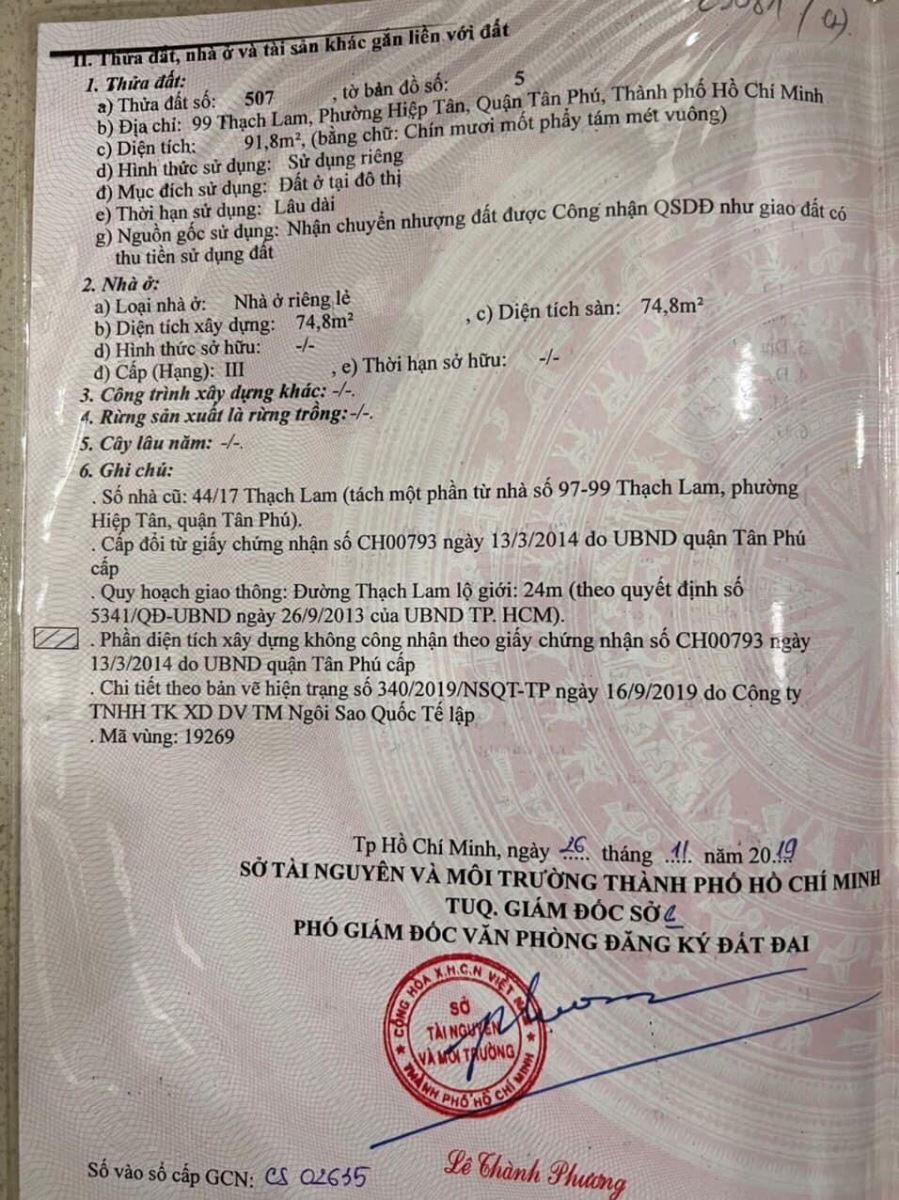 II. Thửa đất, nhà ở và tài sản khác gắn liền với đất
1. Thửa đất:
a) Thửa đất số: 507 , tờ bản đồ số: 5
b) Địa chỉ: 99 Thạch Lam, Phường Hiệp Tân, Quận Tân Phú, Thành phố Hồ Chí Minh
c) Diện tích: 91,8m², (bằng chữ: Chín mươi mốt phẩy tám mét vuông)
d) Hình thức sử dụng: Sử dụng riêng
đ) Mục đích sử dụng: Đất ở tại đô thị
e) Thời hạn sử dụng: Lâu dài
g) Nguồn gốc sử dụng: Nhận chuyển nhượng đất được Công nhận QSDĐ như giao đất có
thu tiền sử dụng đất
2. Nhà ở:
a) Loại nhà ở: Nhà ở riêng lẻ
b) Diện tích xây dựng: 74,8m² , c) Diện tích sàn: 74,8m²
d) Hình thức sở hữu: -/-
đ) Cấp (Hạng): III , e) Thời hạn sở hữu: -/-
3. Công trình xây dựng khác: -/-.
4. Rừng sản xuất là rừng trồng:-/-.
5. Cây lâu năm: -/-.
6. Ghi chú:
. Số nhà cũ: 44/17 Thạch Lam (tách một phần từ nhà số 97-99 Thạch Lam, phường
Hiệp Tân, quận Tân Phú).
. Cấp đổi từ giấy chứng nhận số CH00793 ngày 13/3/2014 do UBND quận Tân Phú
cấp
. Quy hoạch giao thông: Đường Thạch Lam lộ giới: 24m (theo quyết định số
5341/QĐ-UBND ngày 26/9/2013 của UBND TP. HCM).
. Phần diện tích xây dựng không công nhận theo giấy chứng nhận số CH00793 ngày
13/3/2014 do UBND quận Tân Phú cấp
. Chi tiết theo bản vẽ hiện trạng số 340/2019/NSQT-TP ngày 16/9/2019 do Công ty
TNHH TK XD DV TM Ngôi Sao Quốc Tế lập
. Mã vùng: 19269
Tp Hồ Chí Minh, ngày 26 tháng 11 năm 2019
SỞ TÀI NGUYÊN VÀ MÔI TRƯỜNG THÀNH PHỐ HỒ CHÍ MINH
TUQ. GIÁM ĐỐC SỞ
PHÓ GIÁM ĐỐC VĂN PHÒNG ĐĂNG KÝ ĐẤT ĐAI
CỘNG HÒA X.H.C.N VIỆT NAM
SỞ
TÀI NGUYÊN
VÀ MÔI TRƯỜNG
THÀNH PHỐ HỒ CHÍ MINH
Lê Thành Phương
Số vào sổ cấp GCN: CS 02635